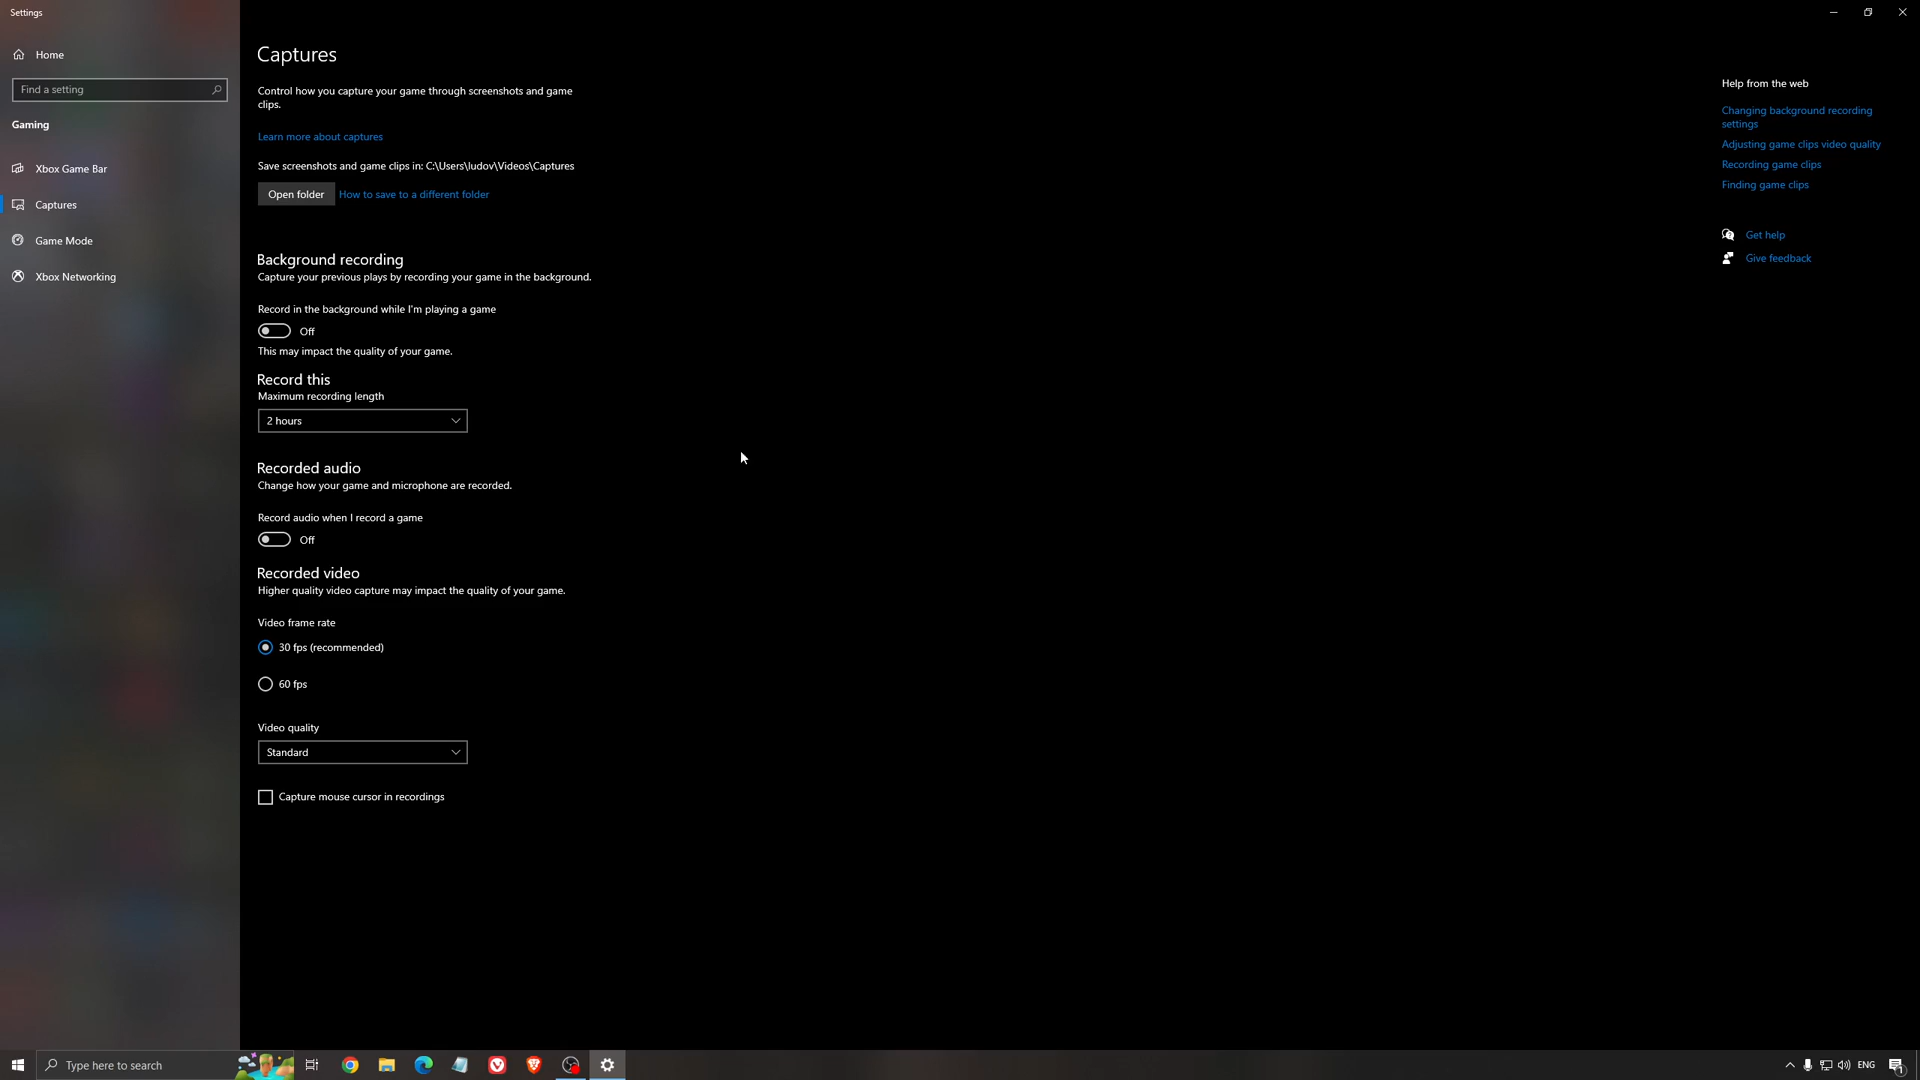 Settings
Home
Find a setting
Gaming
Xbox Game Bar
Captures
Game Mode
Xbox Networking
Captures
Control how you capture your game through screenshots and game
clips.
Learn more about captures
Save screenshots and game clips in: C:\Users\ludov\Videos\Captures
Open folder
How to save to a different folder
Background recording
Capture your previous plays by recording your game in the background.
Record in the background while I'm playing a game
Off
This may impact the quality of your game.
Record this
Maximum recording length
2 hours
Recorded audio
Change how your game and microphone are recorded.
Record audio when I record a game
Off
Recorded video
Higher quality video capture may impact the quality of your game.
Video frame rate
30 fps (recommended)
60 fps
Video quality
Standard
Capture mouse cursor in recordings
Help from the web
Changing background recording
settings
Adjusting game clips video quality
Recording game clips
Finding game clips
Get help
Give feedback
Type here to search
ENG
1